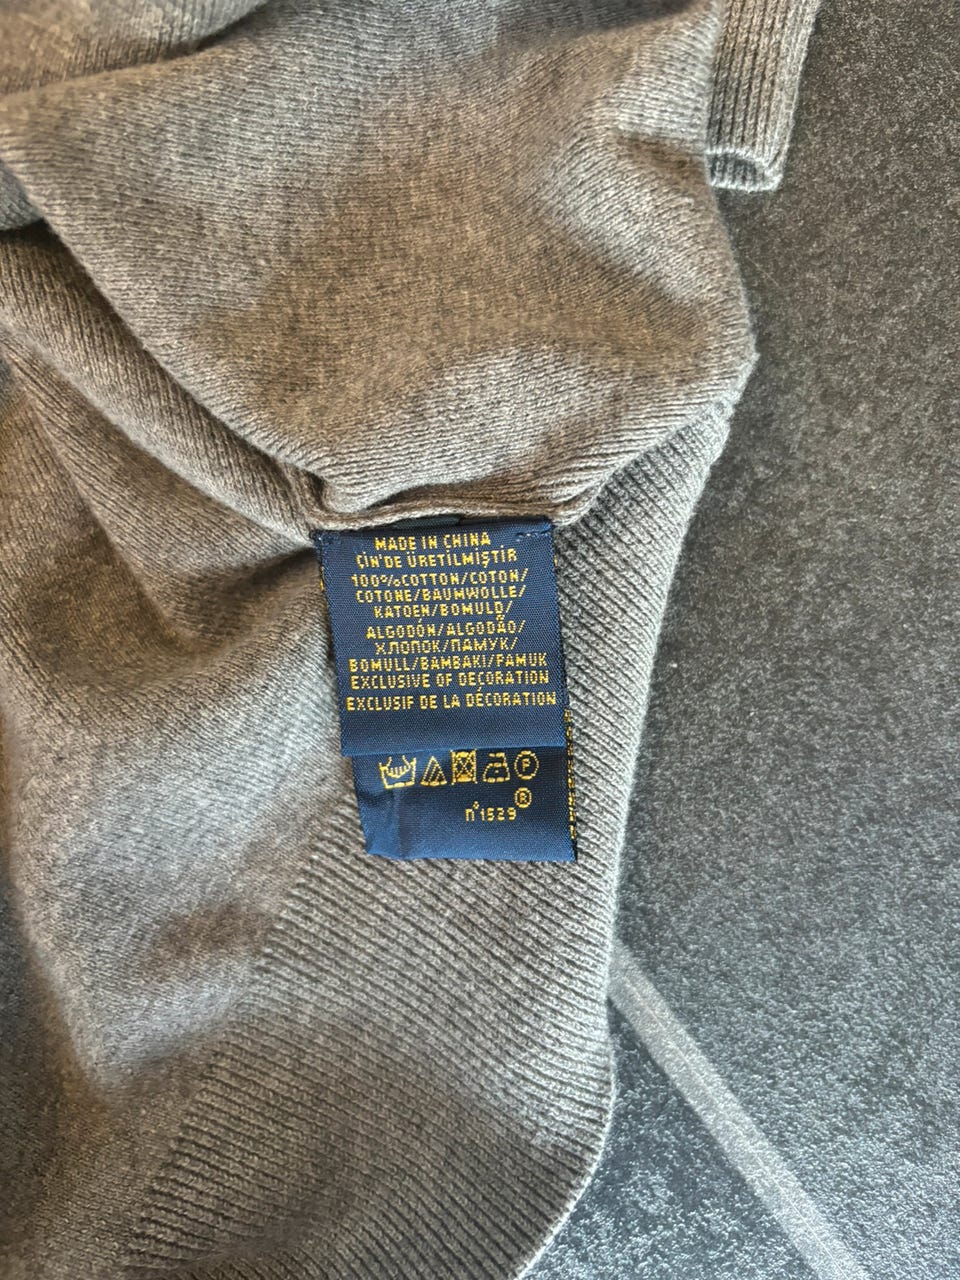 MADE IN CHINA
ÇİN'DE ÜRETİLMİŞTİR
100%COTTON/COTON/
COTONE/BAUMWOLLE/
KATOEN/BOMULD/
ALGODÓN/ALGODÃO/
ХЛОПОК/ПАМУК/
BOMULL/BAMBAKI/PAMUK
EXCLUSIVE OF DECORATION
EXCLUSIF DE LA DÉCORATION
P
®
n°1529